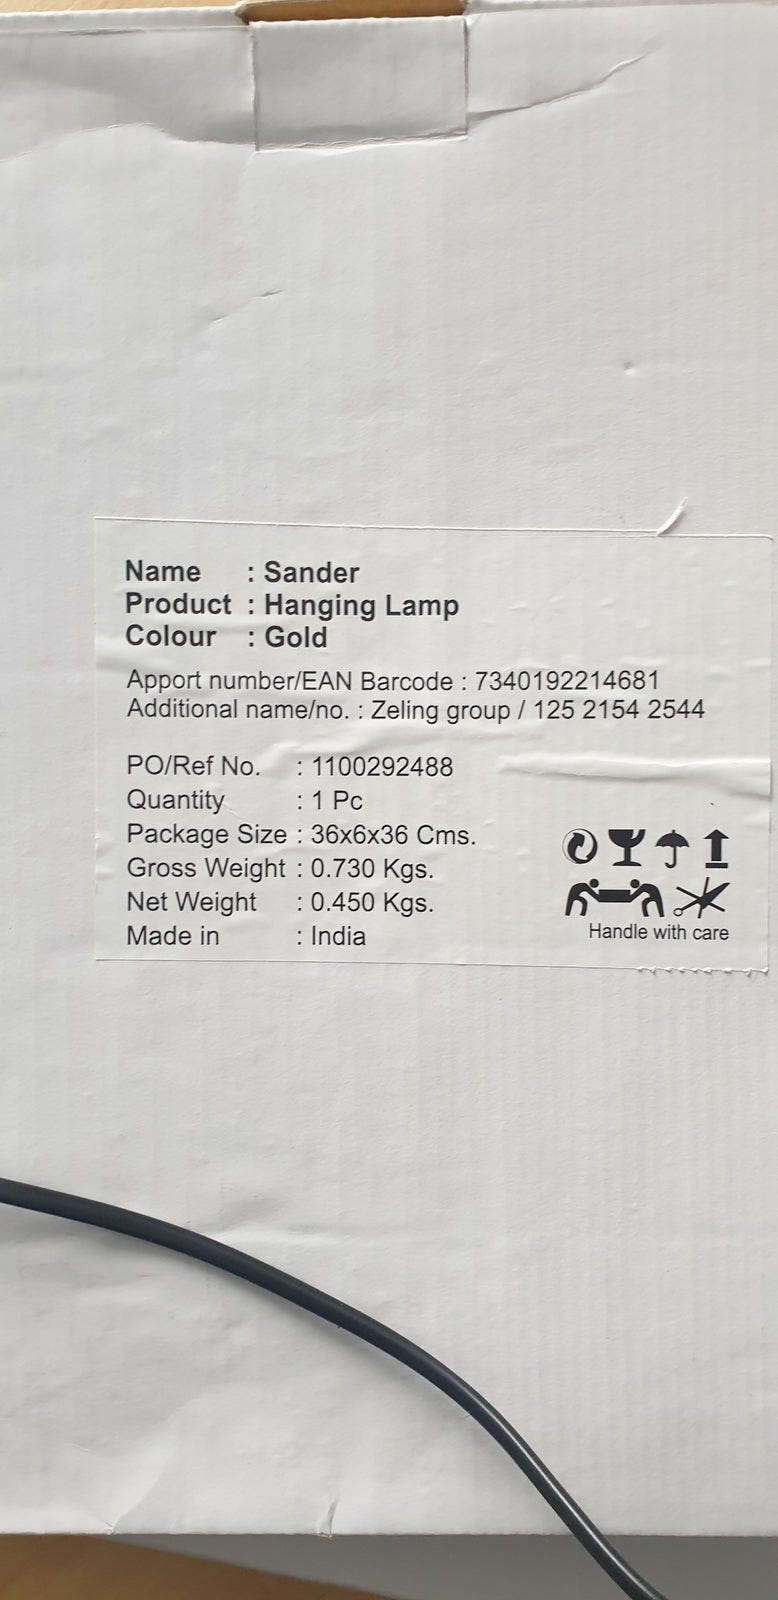 Name : Sander
Product : Hanging Lamp
Colour : Gold
Apport number/EAN Barcode : 7340192214681
Additional name/no. : Zeling group / 125 2154 2544
PO/Ref No. : 1100292488
Quantity : 1 Pc
Package Size : 36x6x36 Cms.
Gross Weight : 0.730 Kgs.
Net Weight : 0.450 Kgs.
Made in : India
Handle with care